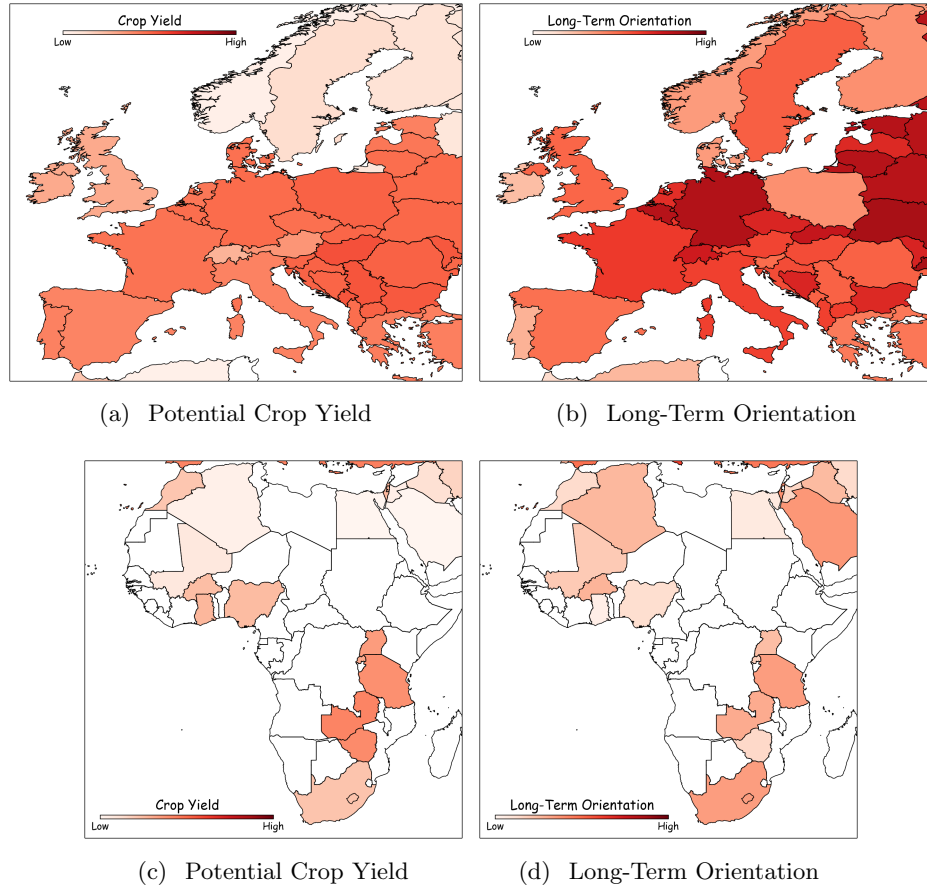 Crop Yield
Low High
Long-Term Orientation
Low High
(a) Potential Crop Yield
(b) Long-Term Orientation
Crop Yield
Low High
Long-Term Orientation
Low High
(c) Potential Crop Yield
(d) Long-Term Orientation